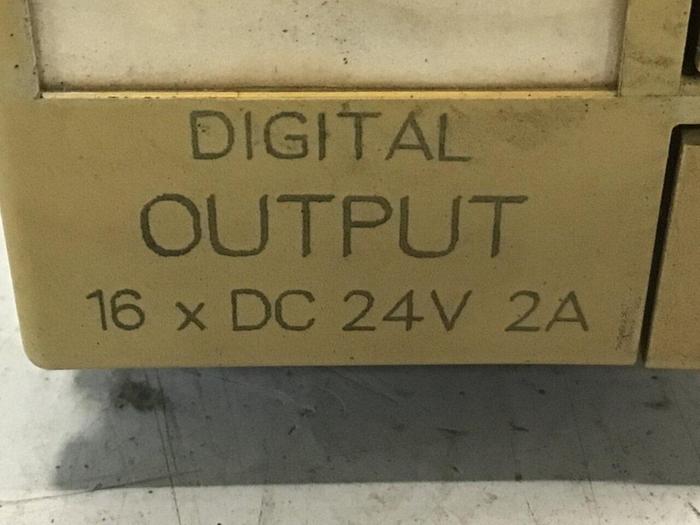 DIGITAL
OUTPUT
16 x DC 24V 2A